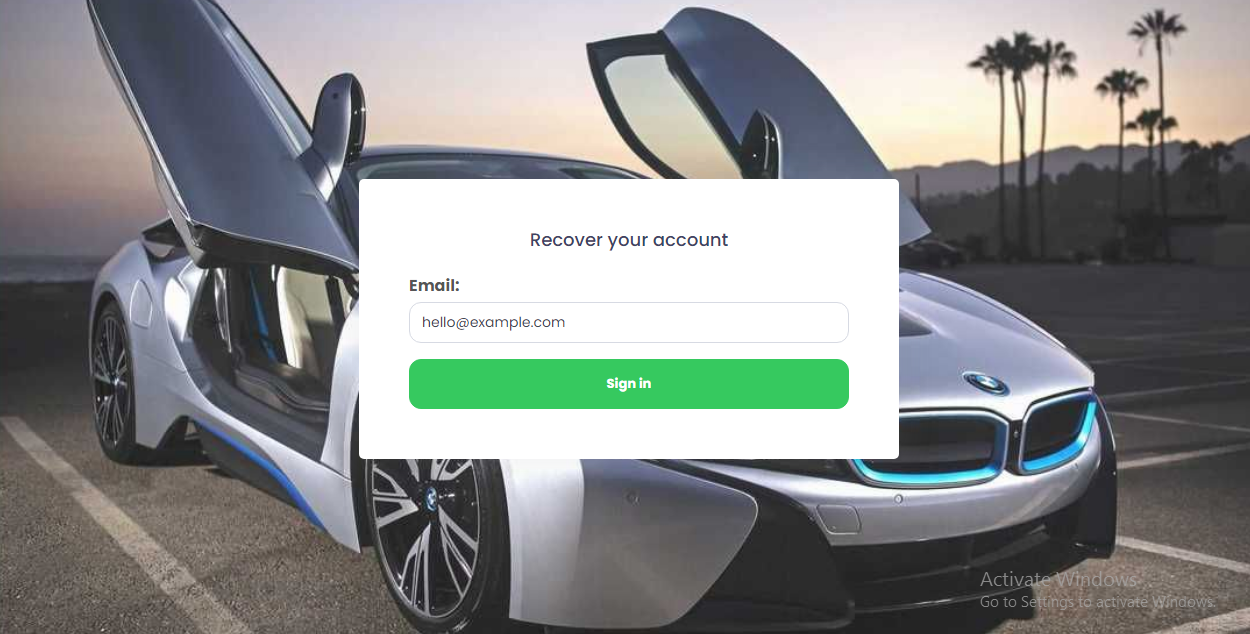 Recover your account
Email:
hello@example.com
Sign in
Activate Windows
Go to Settings to activate Windows.